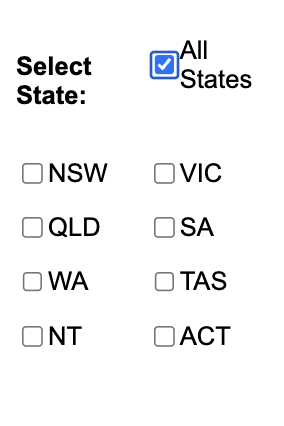 Select
State:
All
States
NSW
VIC
QLD
SA
WA
TAS
NT
ACT